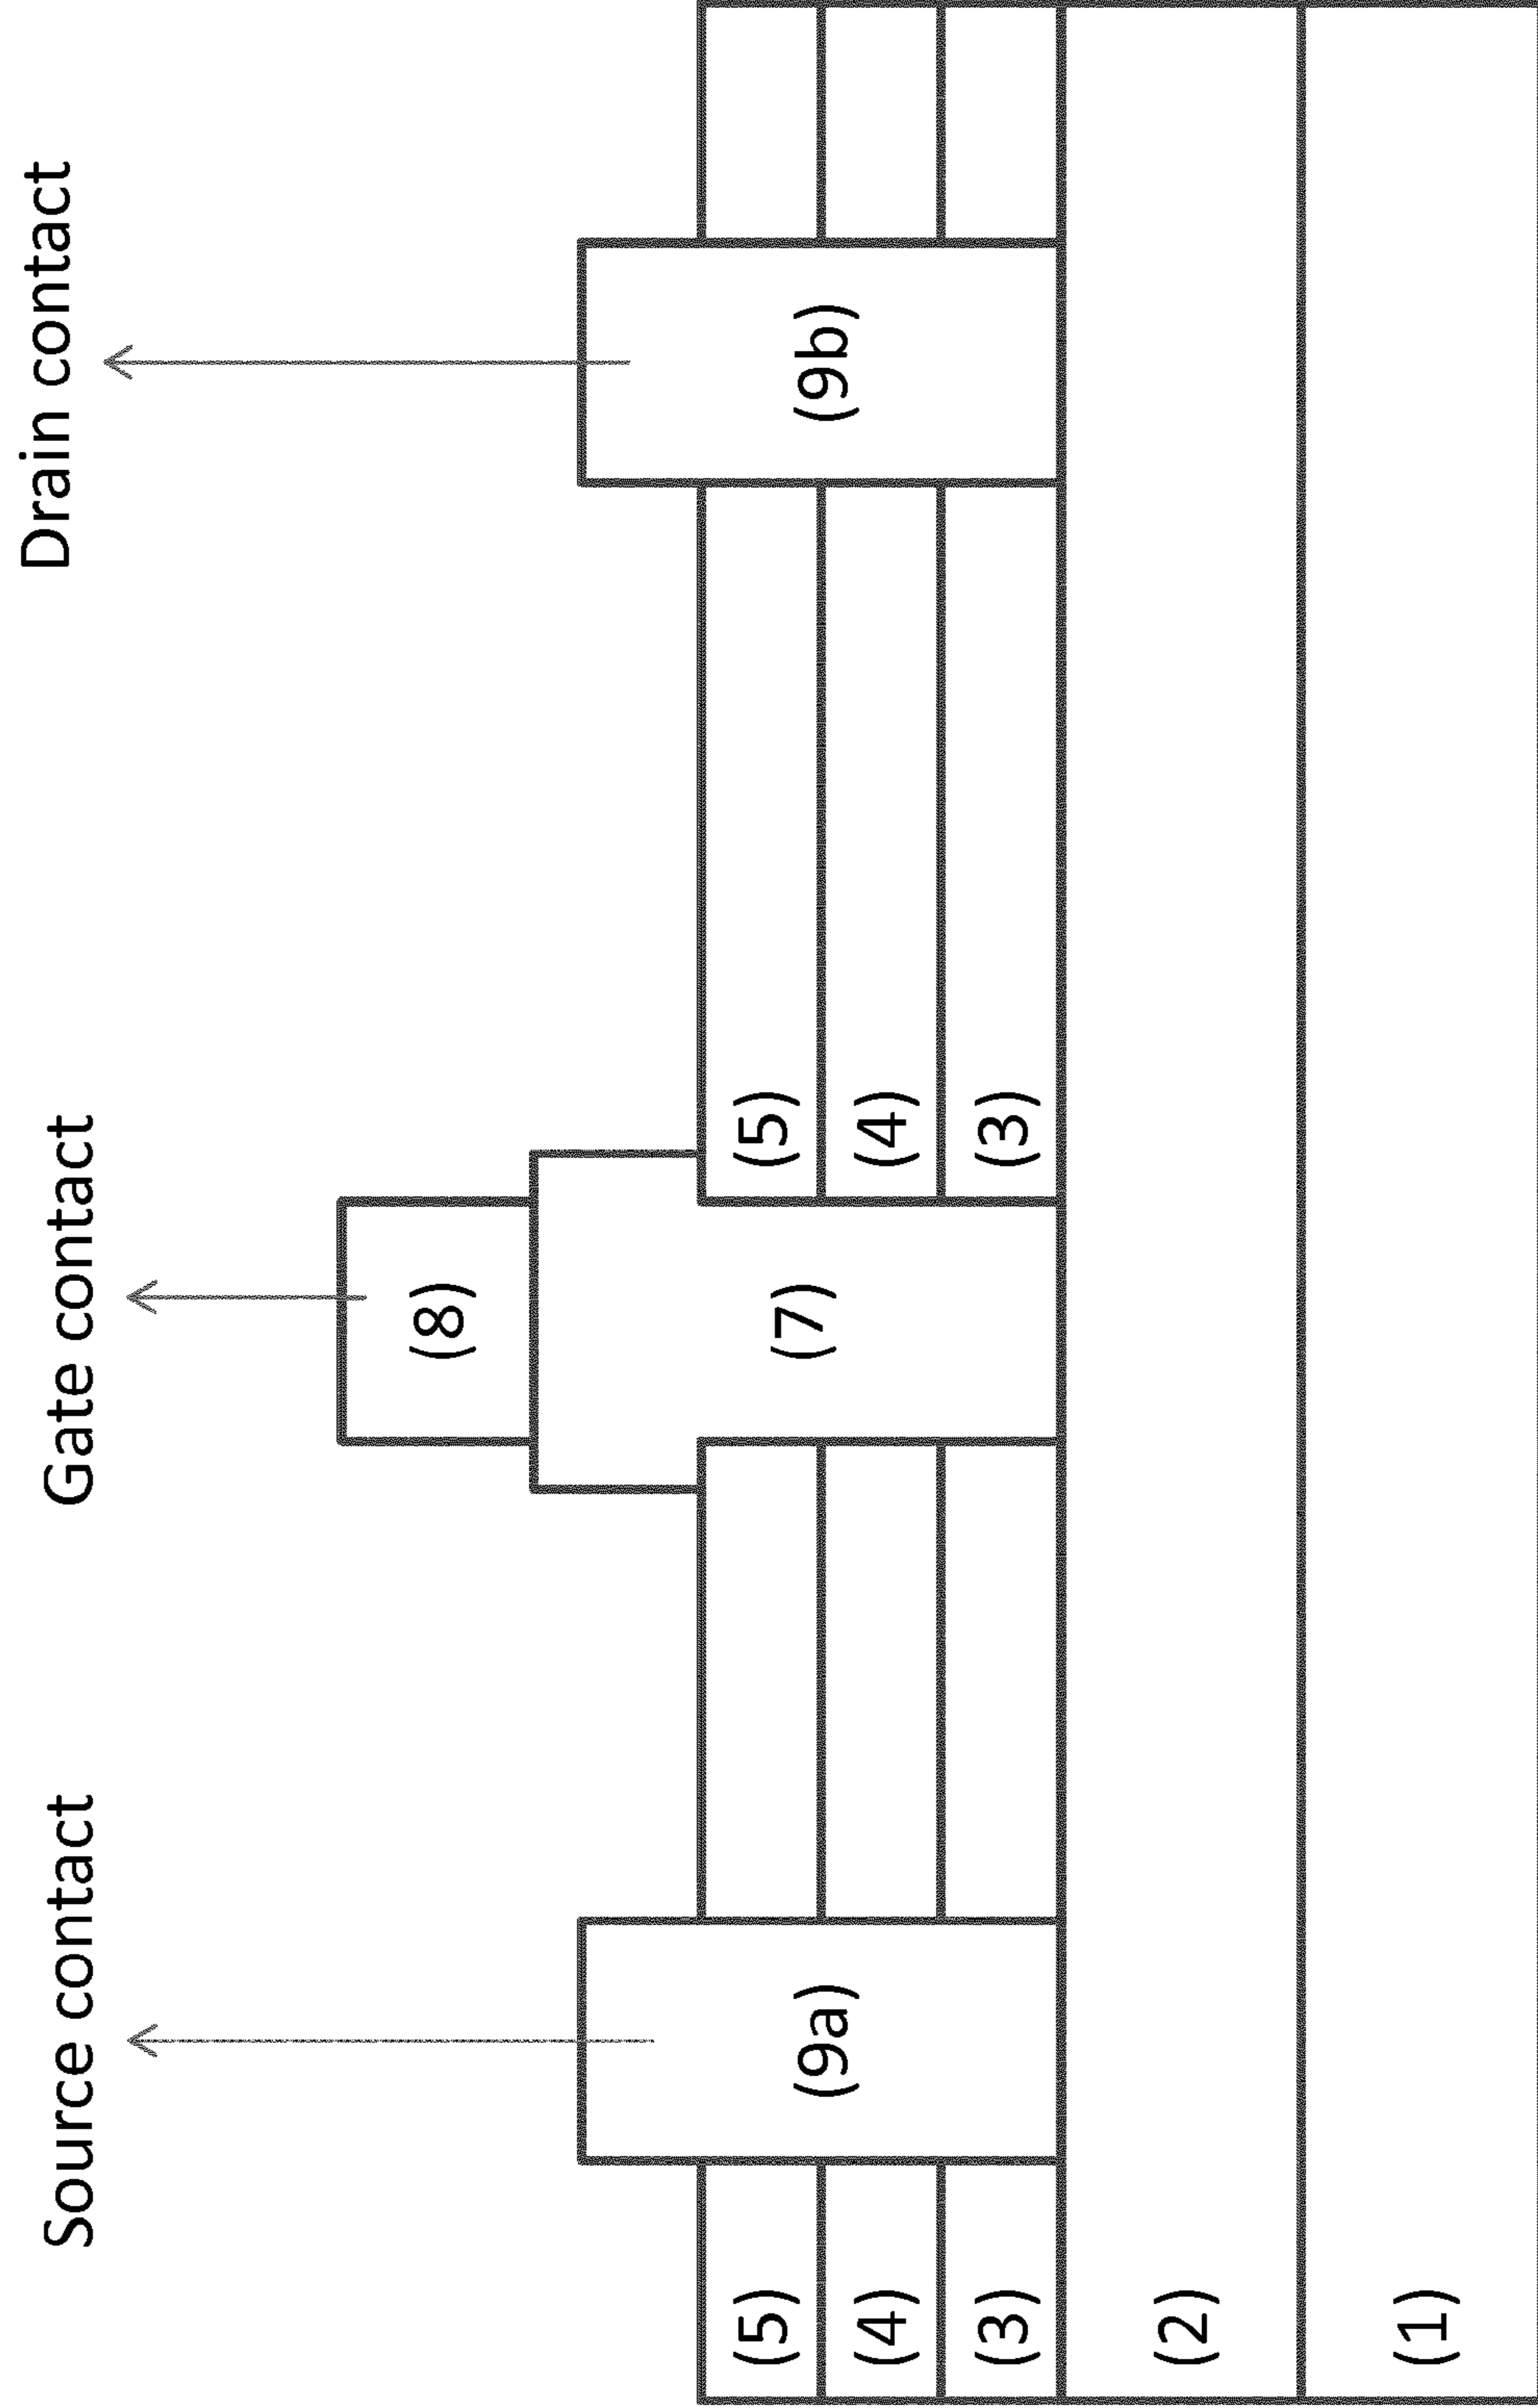 Source contact
Gate contact
Drain contact
(8)
(5)
(5)
(7)
(9a)
(9b)
(4)
(4)
(3)
(3)
(2)
(1)